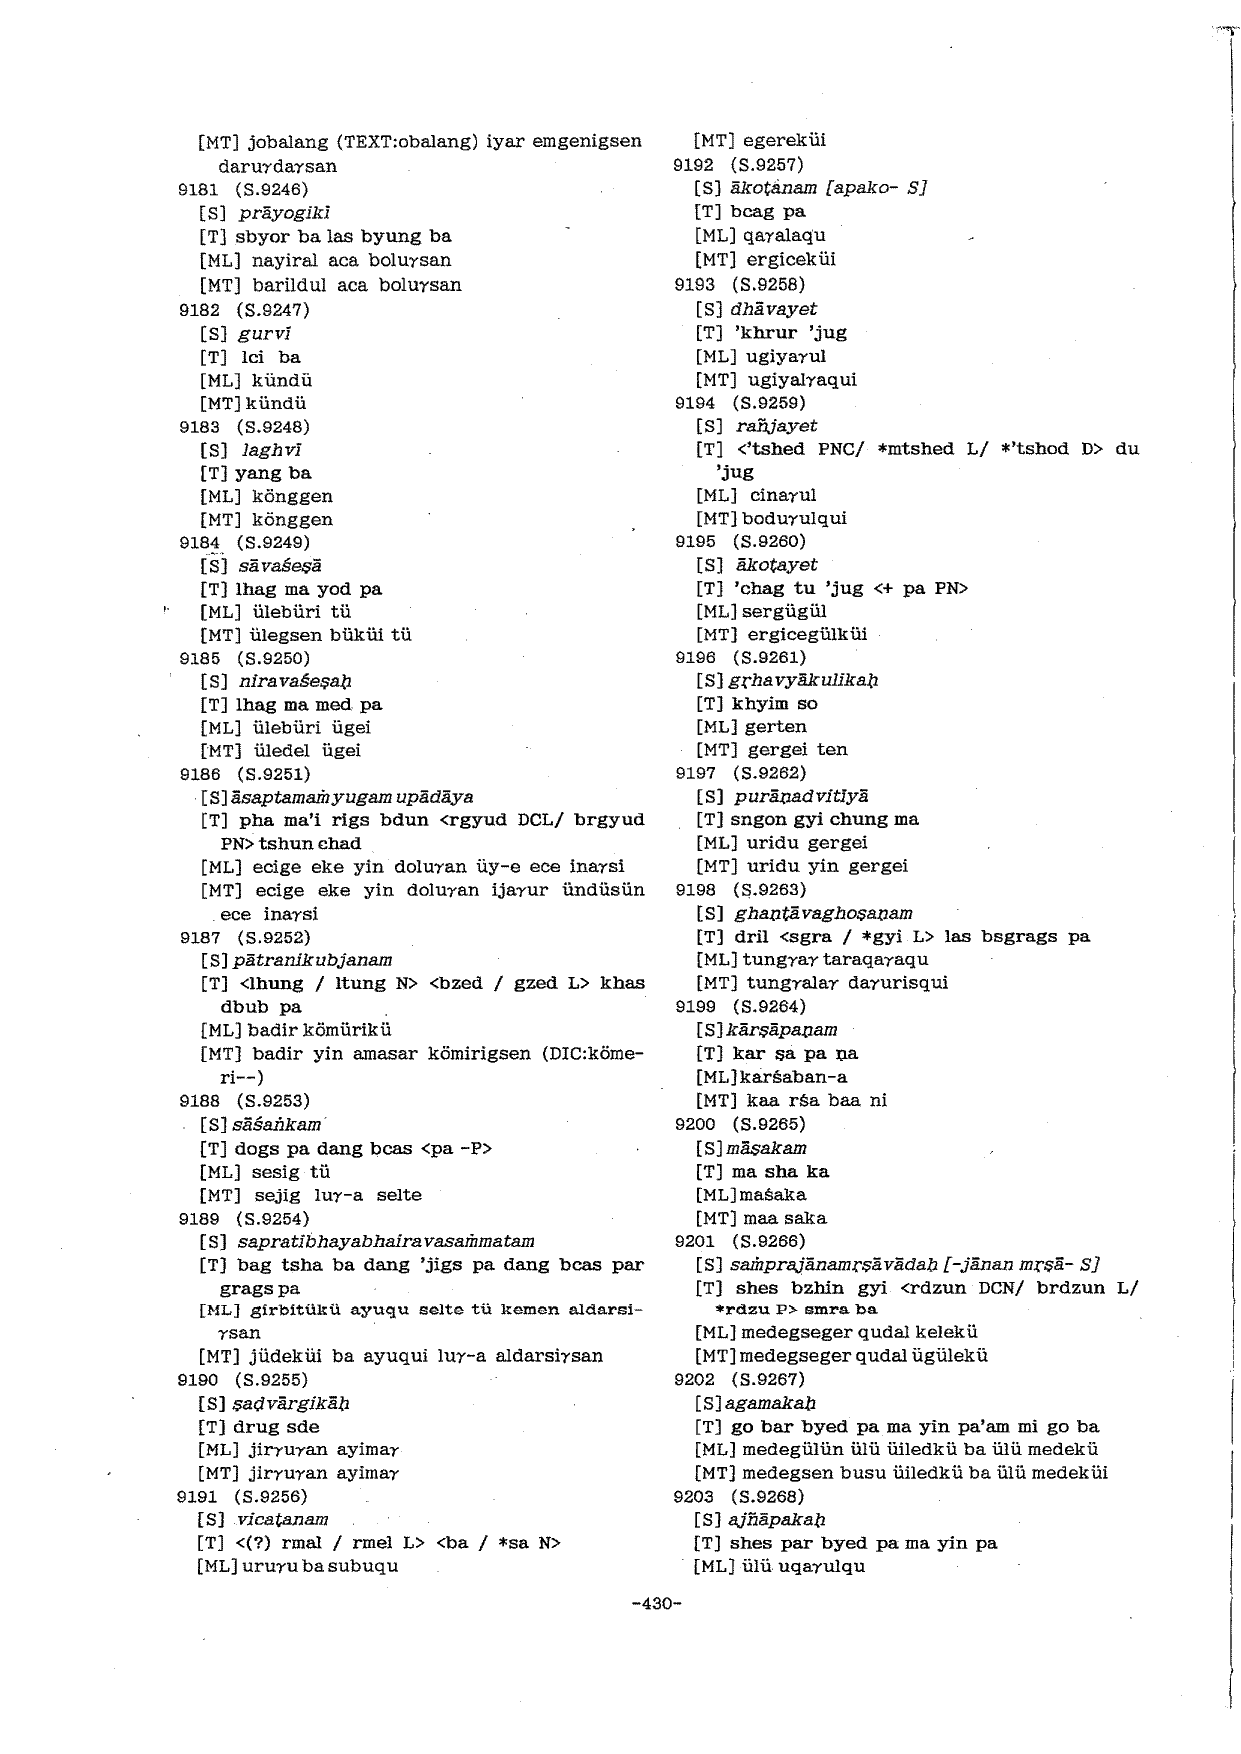 [MT] jobalang (TEXT:obalang) iyar emgenigsen
daruγdaγsan
9181 (S.9246)
[S] prāyogikī
[T] sbyor ba las byung ba
[ML] nayiral aca boluγsan
[MT] barildul aca boluγsan
9182 (S.9247)
[S] gurvī
[T] lci ba
[ML] kündü
[MT] kündü
9183 (S.9248)
[S] laghvī
[T] yang ba
[ML] könggen
[MT] könggen
9184 (S.9249)
[S] sāvaśeṣā
[T] lhag ma yod pa
[ML] ülebüri tü
[MT] ülegsen büküi tü
9185 (S.9250)
[S] niravaśeṣaḥ
[T] lhag ma med pa
[ML] ülebüri ügei
[MT] üledel ügei
9186 (S.9251)
[S] āsaptamaṁyugam upādāya
[T] pha ma'i rigs bdun <rgyud DCL/ brgyud
PN> tshun chad
[ML] ecige eke yin doluγan üy-e ece inaγsi
[MT] ecige eke yin doluγan ijaγur ündüsün
ece inaγsi
9187 (S.9252)
[S] pātranikubjanam
[T] <lhung / ltung N> <bzed / gzed L> khas
dbub pa
[ML] badir kömürikü
[MT] badir yin amasar kömirigsen (DIC:köme-
ri--)
9188 (S.9253)
[S] sāśaṅkam
[T] dogs pa dang bcas <pa -P>
[ML] sesig tü
[MT] sejig luγ-a selte
9189 (S.9254)
[S] sapratibhayabhairavasaṁmatam
[T] bag tsha ba dang 'jigs pa dang bcas par
grags pa
[ML] girbitükü ayuqu selte tü kemen aldarsi-
γsan
[MT] jüdeküi ba ayuqui luγ-a aldarsiγsan
9190 (S.9255)
[S] ṣaḍvārgikāḥ
[T] drug sde
[ML] jirγuγan ayimaγ
[MT] jirγuγan ayimaγ
9191 (S.9256)
[S] vicaṭanam
[T] <(?) rmal / rmel L> <ba / *sa N>
[ML] uruγu ba subuqu
[MT] egereküi
9192 (S.9257)
[S] ākoṭanam [apako- S]
[T] bcag pa
[ML] qaγalaqu
[MT] ergiceküi
9193 (S.9258)
[S] dhāvayet
[T] 'khrur 'jug
[ML] ugiyaγul
[MT] ugiyalγaqui
9194 (S.9259)
[S] rañjayet
[T] <'tshed PNC/ *mtshed L/ *'tshod D> du
'jug
[ML] cinaγul
[MT] boduγulqui
9195 (S.9260)
[S] ākoṭayet
[T] 'chag tu 'jug <+ pa PN>
[ML] sergügül
[MT] ergicegülküi
9196 (S.9261)
[S] gṛhavyākulikaḥ
[T] khyim so
[ML] gerten
[MT] gergei ten
9197 (S.9262)
[S] purāṇadvitīyā
[T] sngon gyi chung ma
[ML] uridu gergei
[MT] uridu yin gergei
9198 (S.9263)
[S] ghaṇṭāvaghoṣaṇam
[T] dril <sgra / *gyi L> las bsgrags pa
[ML] tungγaγ taraqaγaqu
[MT] tungγalaγ daγurisqui
9199 (S.9264)
[S] kārṣāpaṇam
[T] kar ṣa pa ṇa
[ML] karśaban-a
[MT] kaa rśa baa ni
9200 (S.9265)
[S] māṣakam
[T] ma sha ka
[ML] maśaka
[MT] maa saka
9201 (S.9266)
[S] saṁprajānamṛṣāvādaḥ [-jānan mṛṣā- S]
[T] shes bzhin gyi <rdzun DCN/ brdzun L/
*rdzu P> smra ba
[ML] medegseger qudal kelekü
[MT] medegseger qudal ügülekü
9202 (S.9267)
[S] agamakaḥ
[T] go bar byed pa ma yin pa'am mi go ba
[ML] medegülün ülü üiledkü ba ülü medekü
[MT] medegsen busu üiledkü ba ülü medeküi
9203 (S.9268)
[S] ajñāpakaḥ
[T] shes par byed pa ma yin pa
[ML] ülü uqaγulqu
-430-